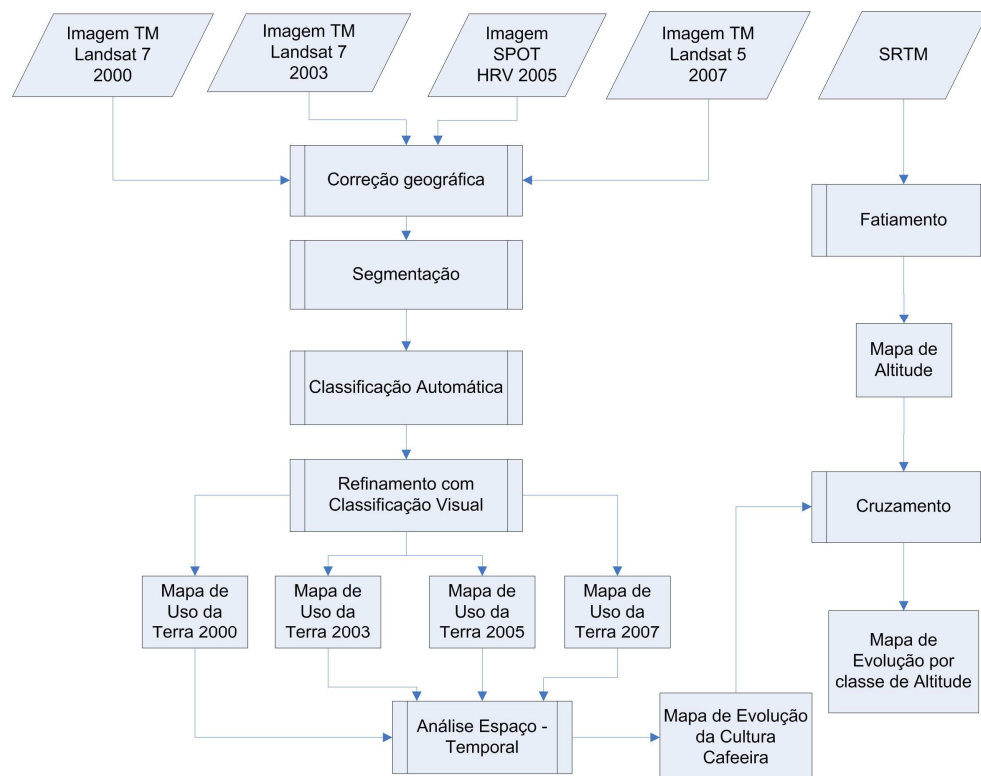 Imagem TM
Landsat 7
2000
Imagem TM
Landsat 7
2003
Imagem
SPOT
HRV 2005
Imagem TM
Landsat 5
2007
SRTM
Correção geográfica
Fatiamento
Segmentação
Mapa de
Altitude
Classificação Automática
Refinamento com
Classificação Visual
Cruzamento
Mapa de
Uso da
Terra 2000
Mapa de
Uso da
Terra 2003
Mapa de
Uso da
Terra 2005
Mapa de
Uso da
Terra 2007
Mapa de
Evolução por
classe de Altitude
Análise Espaço -
Temporal
Mapa de Evolução
da Cultura
Cafeeira